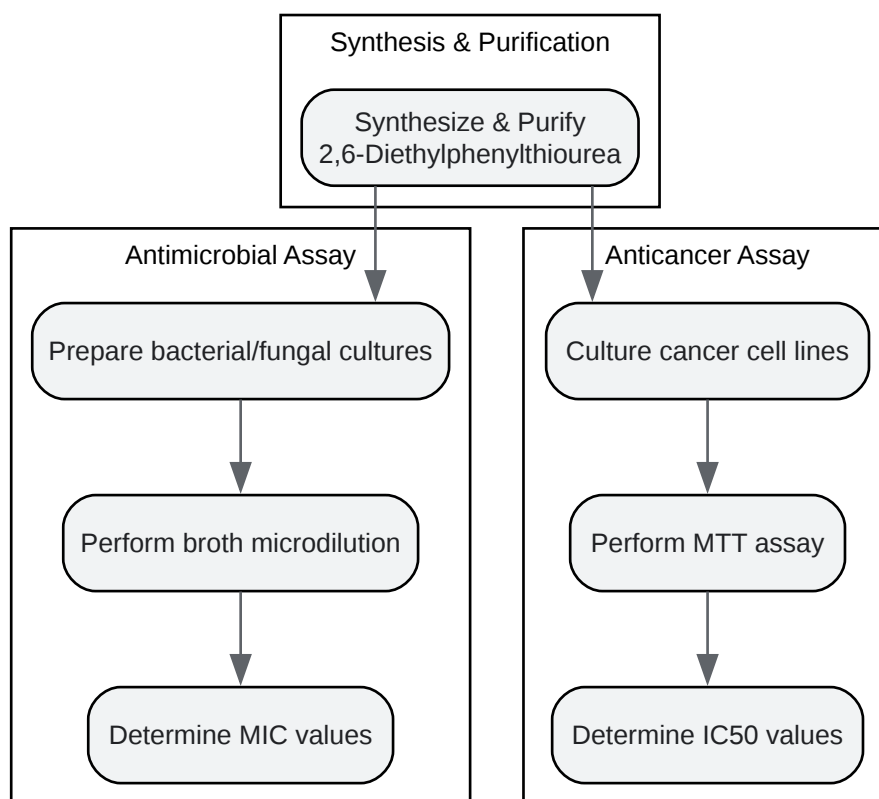 Synthesis & Purification
Synthesize & Purify
2,6-Diethylphenylthiourea
Antimicrobial Assay
Prepare bacterial/fungal cultures
Perform broth microdilution
Determine MIC values
Anticancer Assay
Culture cancer cell lines
Perform MTT assay
Determine IC50 values